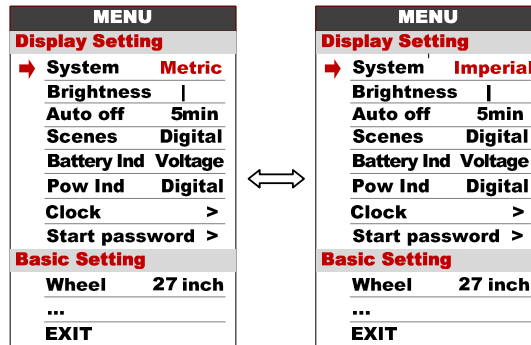 MENU
Display Setting
System Metric
Brightness |
Auto off 5min
Scenes Digital
Battery Ind Voltage
Pow Ind Digital
Clock >
Start password >
Basic Setting
Wheel 27 inch
...
EXIT
MENU
Display Setting
System Imperial
Brightness |
Auto off 5min
Scenes Digital
Battery Ind Voltage
Pow Ind Digital
Clock >
Start password >
Basic Setting
Wheel 27 inch
...
EXIT